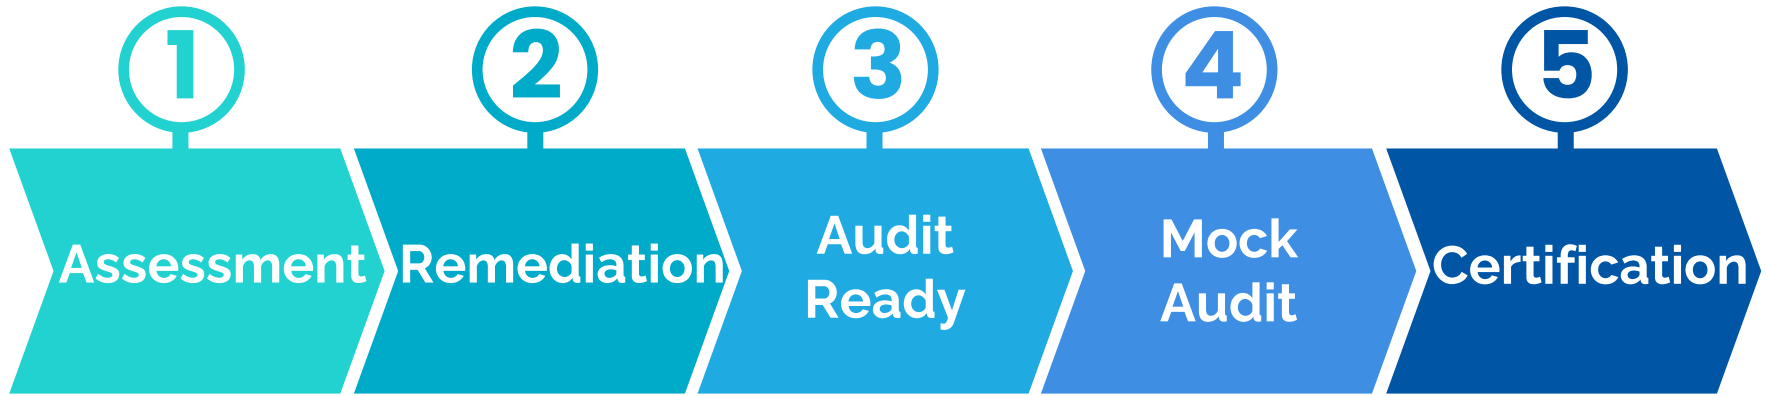 1
2
3
4
5
Assessment
Remediation
Audit
Ready
Mock
Audit
Certification